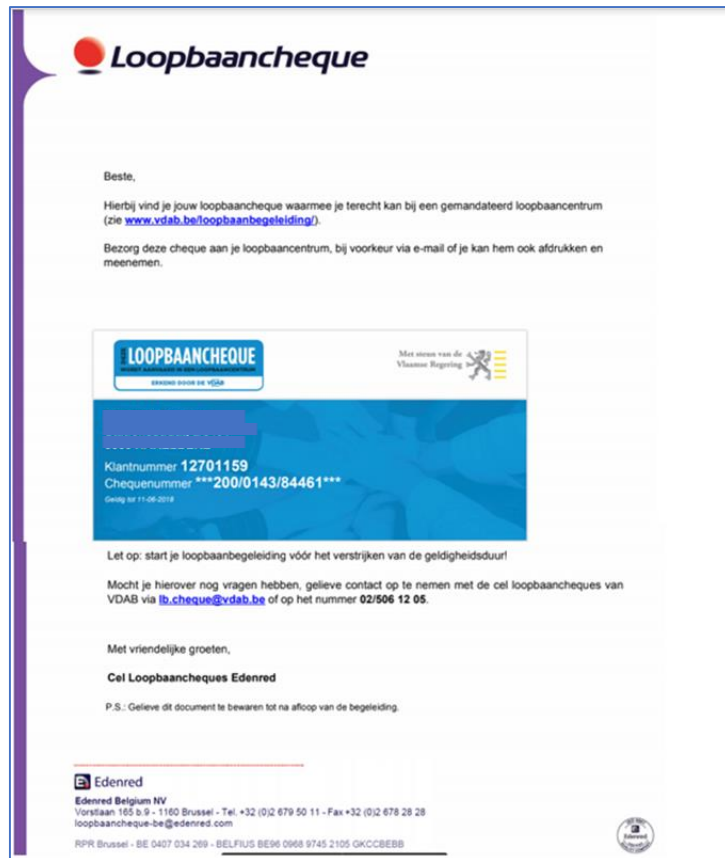 Loopbaancheque
Beste,
Hierbij vind je jouw loopbaancheque waarmee je terecht kan bij een gemandateerd loopbaancentrum
(zie www.vdab.be/loopbaanbegeleiding/).
Bezorg deze cheque aan je loopbaancentrum, bij voorkeur via e-mail of je kan hem ook afdrukken en
meenemen.
DEZE
LOOPBAANCHEQUE
WORDT AANVAARD IN EEN LOOPBAANCENTRUM
ERKEND DOOR DE VDAB
Met steun van de
Vlaamse Regering
Klantnummer 12701159
Chequenummer ***200/0143/84461***
Geldig tot 11-06-2018
Let op: start je loopbaanbegeleiding vóór het verstrijken van de geldigheidsduur!
Mocht je hierover nog vragen hebben, gelieve contact op te nemen met de cel loopbaancheques van
VDAB via lb.cheque@vdab.be of op het nummer 02/506 12 05.
Met vriendelijke groeten,
Cel Loopbaancheques Edenred
P.S.: Gelieve dit document te bewaren tot na afloop van de begeleiding.
Edenred
Edenred Belgium NV
Vorstlaan 165 b.9 - 1160 Brussel - Tel. +32 (0)2 679 50 11 - Fax +32 (0)2 678 28 28
loopbaancheque-be@edenred.com
RPR Brussel - BE 0407 034 269 - BELFIUS BE96 0968 9745 2105 GKCCBEBB
Edenred